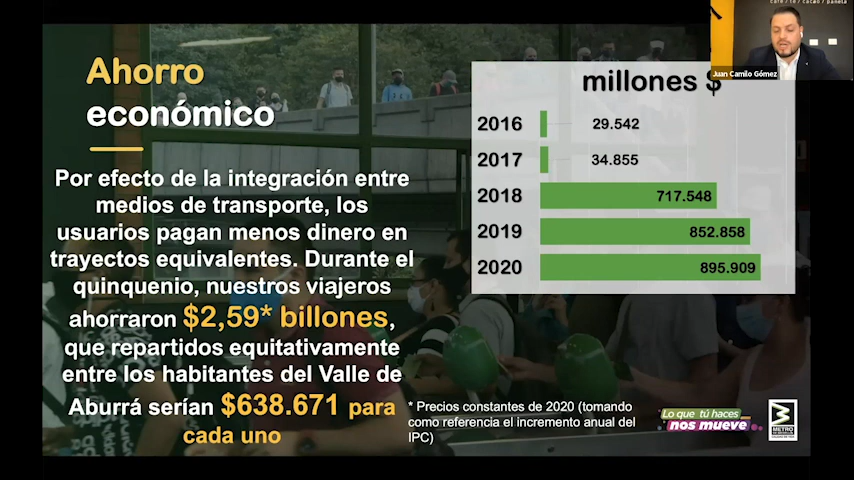 café / té / cacao / panela
Juan Camilo Gómez
Ahorro
económico
Por efecto de la integración entre
medios de transporte, los
usuarios pagan menos dinero en
trayectos equivalentes. Durante el
quinquenio, nuestros viajeros
ahorraron $2,59* billones,
que repartidos equitativamente
entre los habitantes del Valle de
Aburrá serían $638.671 para
cada uno
millones $
2016 29.542
2017 34.855
2018 717.548
2019 852.858
2020 895.909
* Precios constantes de 2020 (tomando
como referencia el incremento anual del
IPC)
Lo que tú haces
nos mueve
METRO